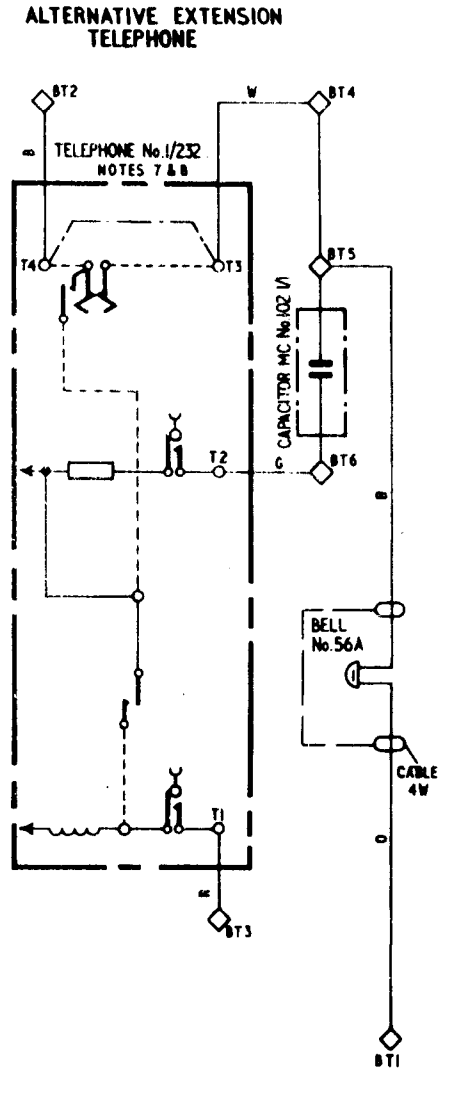 ALTERNATIVE EXTENSION
TELEPHONE
BT2
W
BT4
B
TELEPHONE No.1/232
NOTES 7 & 8
T4
T3
BT5
CAPACITOR MC No.102 1/1
T2
G
BT6
B
BELL
No.56A
CABLE
4W
T1
R
O
BT3
BT1